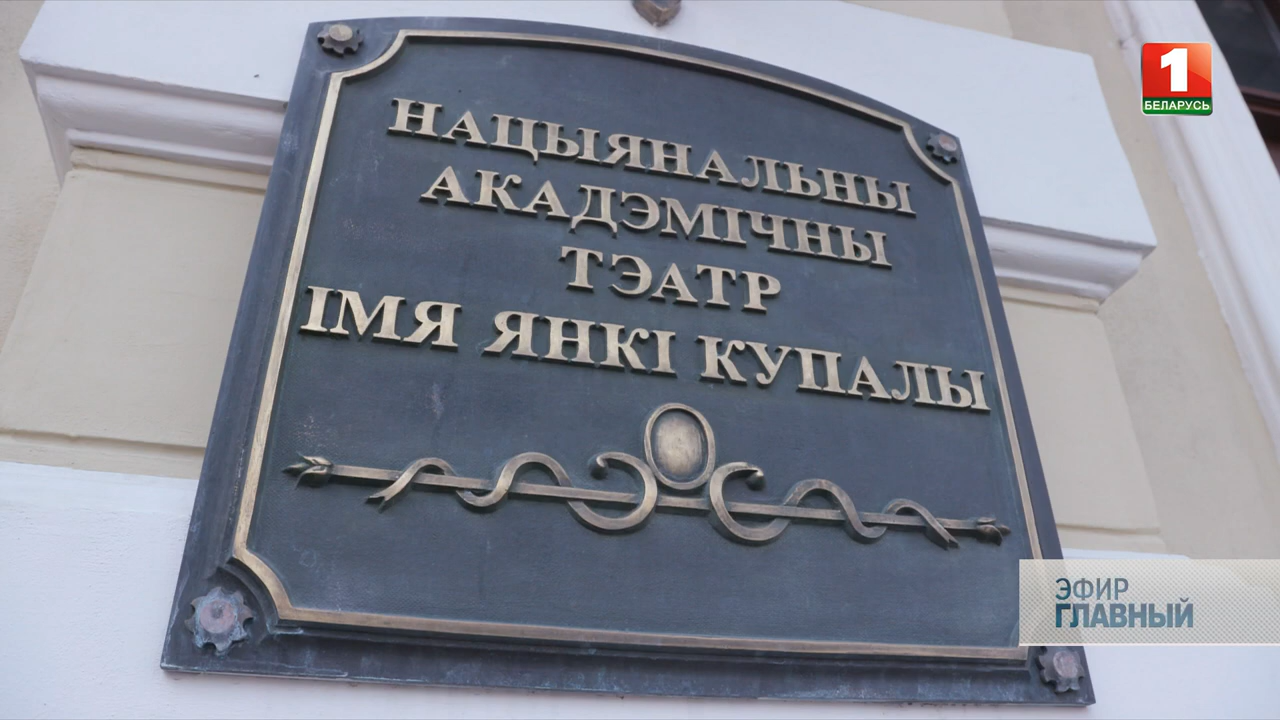 1
БЕЛАРУСЬ
НАЦЫЯНАЛЬНЫ
АКАДЭМІЧНЫ
ТЭАТР
ІМЯ ЯНКІ КУПАЛЫ
ЭФИР
ГЛАВНЫЙ